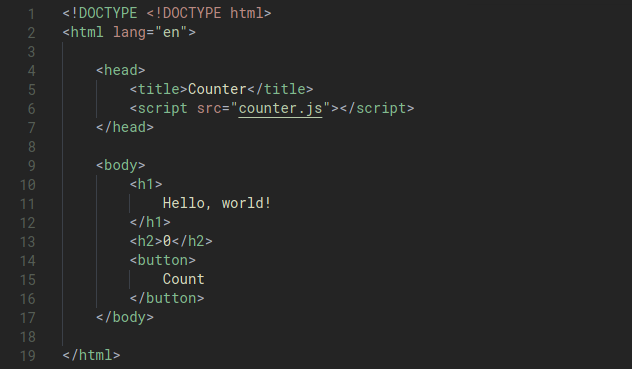 1 <!DOCTYPE <!DOCTYPE html>
2 <html lang="en">
3
4 <head>
5 <title>Counter</title>
6 <script src="counter.js"></script>
7 </head>
8
9 <body>
10 <h1>
11 Hello, world!
12 </h1>
13 <h2>0</h2>
14 <button>
15 Count
16 </button>
17 </body>
18
19 </html>